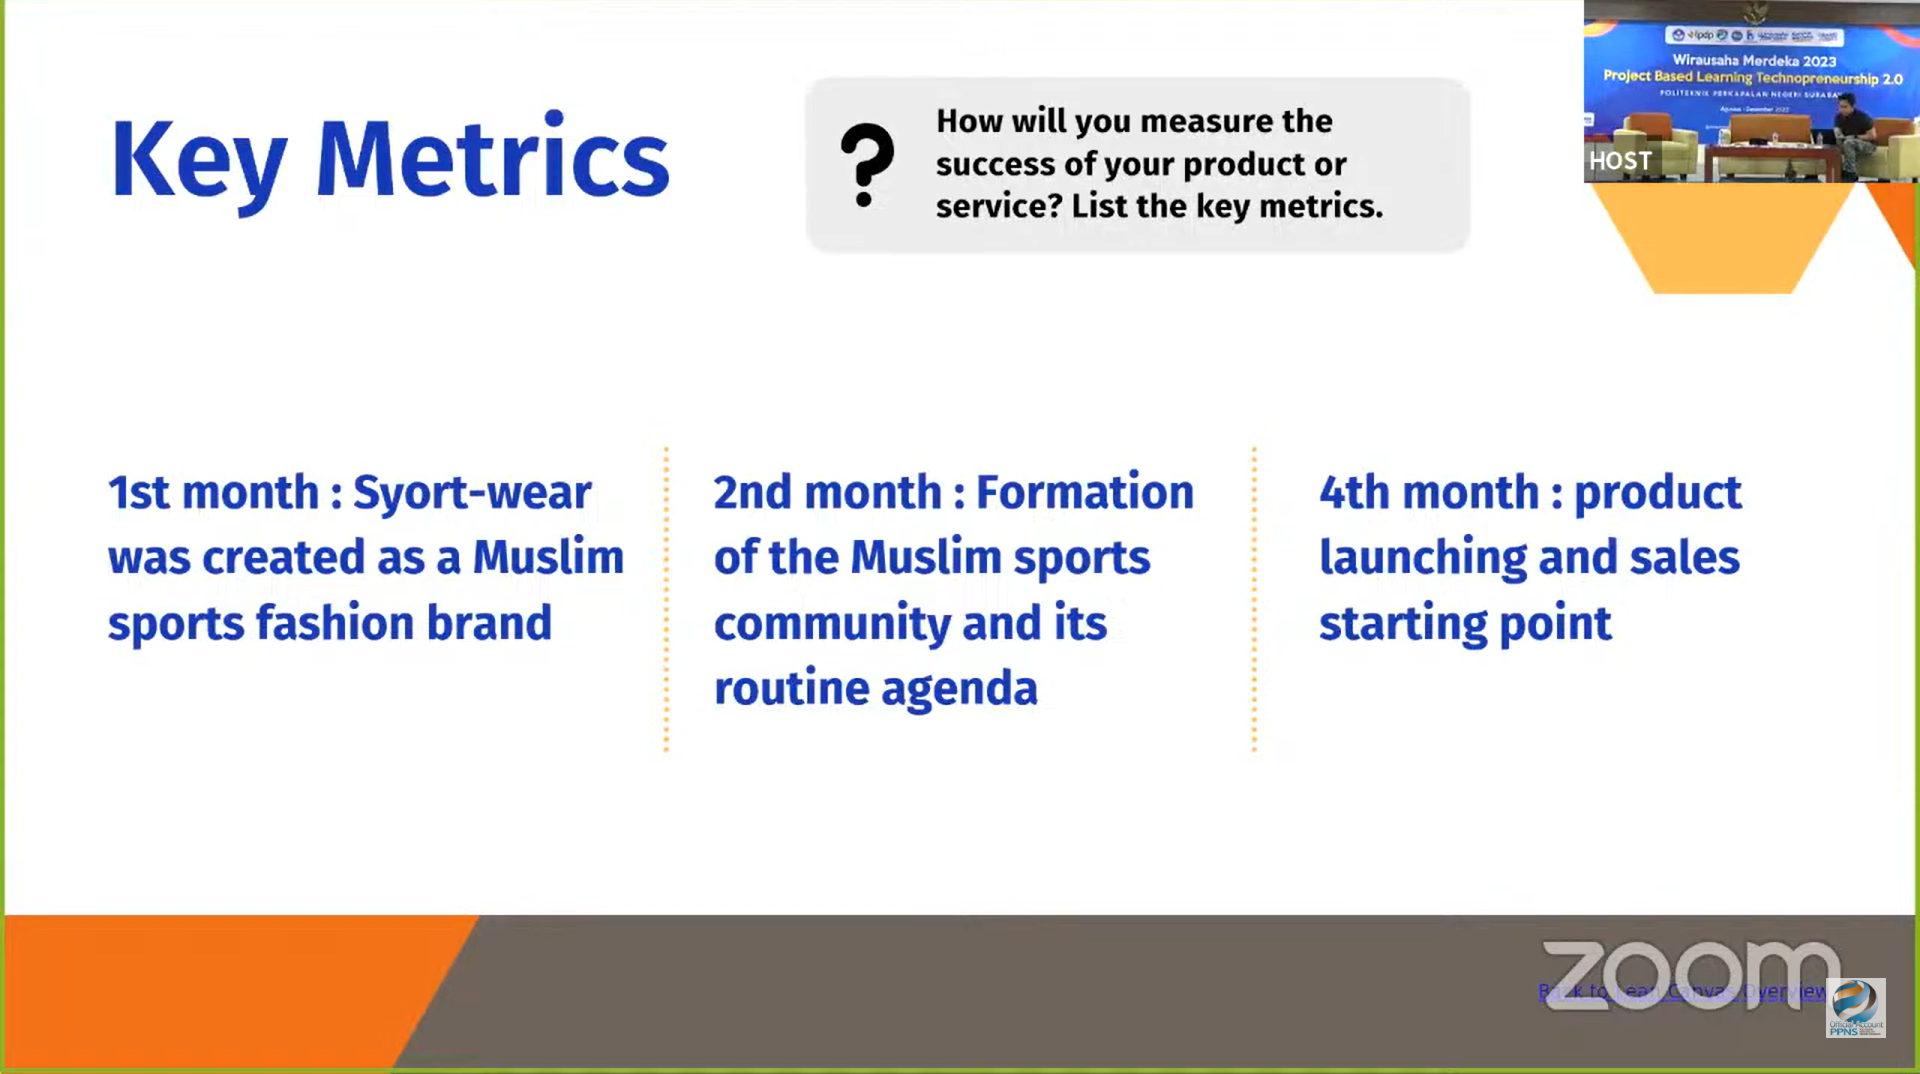 Key Metrics
?
How will you measure the
success of your product or
service? List the key metrics.
lpdp
Wirausaha Merdeka 2023
Project Based Learning Technopreneurship 2.0
POLITEKNIK PERKAPALAN NEGERI SURABAYA
HOST
1st month : Syort-wear
was created as a Muslim
sports fashion brand
2nd month : Formation
of the Muslim sports
community and its
routine agenda
4th month : product
launching and sales
starting point
zoom
Back to Lean Canvas Overview
Official Account
PPNS